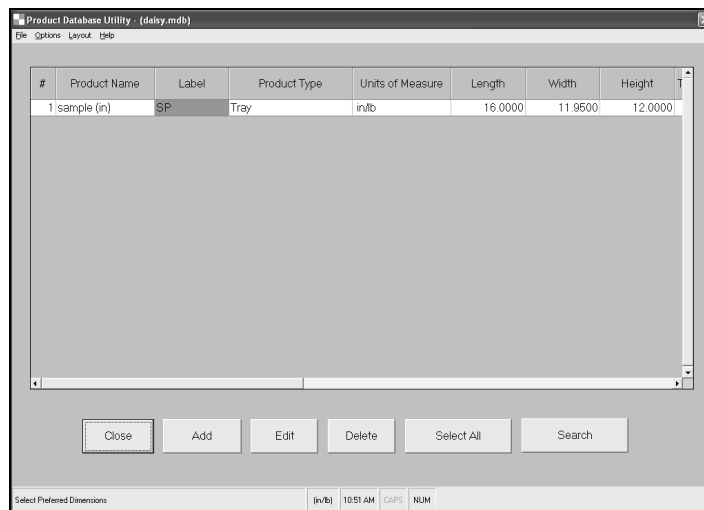 Product Database Utility - (daisy.mdb)
File Options Layout Help
# Product Name Label Product Type Units of Measure Length Width Height T
1 sample (in) SP Tray in/lb 16.0000 11.9500 12.0000
Close Add Edit Delete Select All Search
Select Preferred Dimensions (in/lb) 10:51 AM CAPS NUM